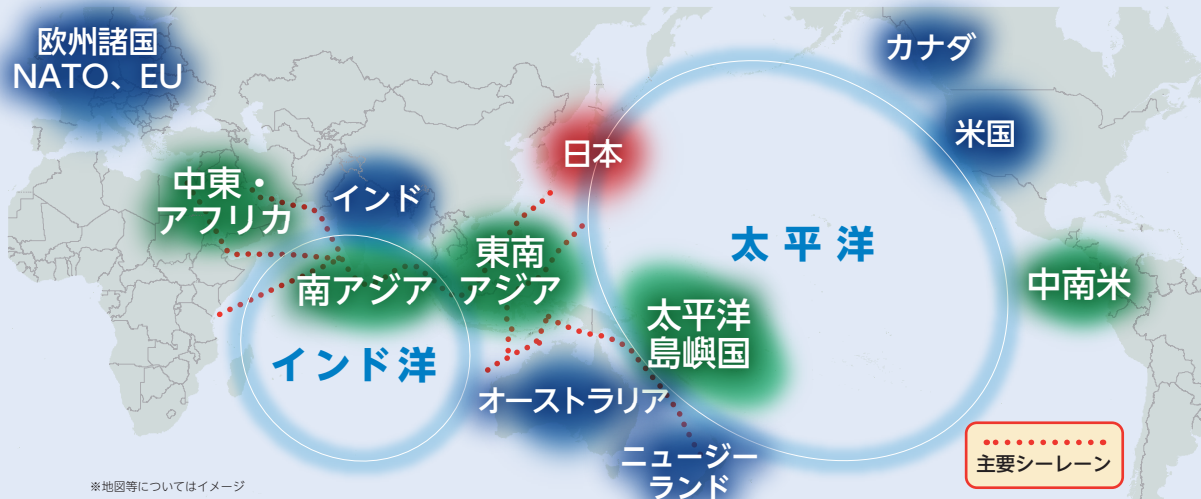 欧州諸国
NATO、EU
カナダ
米国
日本
中東・
アフリカ
インド
太平洋
東南
アジア
南アジア
中南米
太平洋
島嶼国
インド洋
オーストラリア
ニュージー
ランド
主要シーレーン
※地図等についてはイメージ